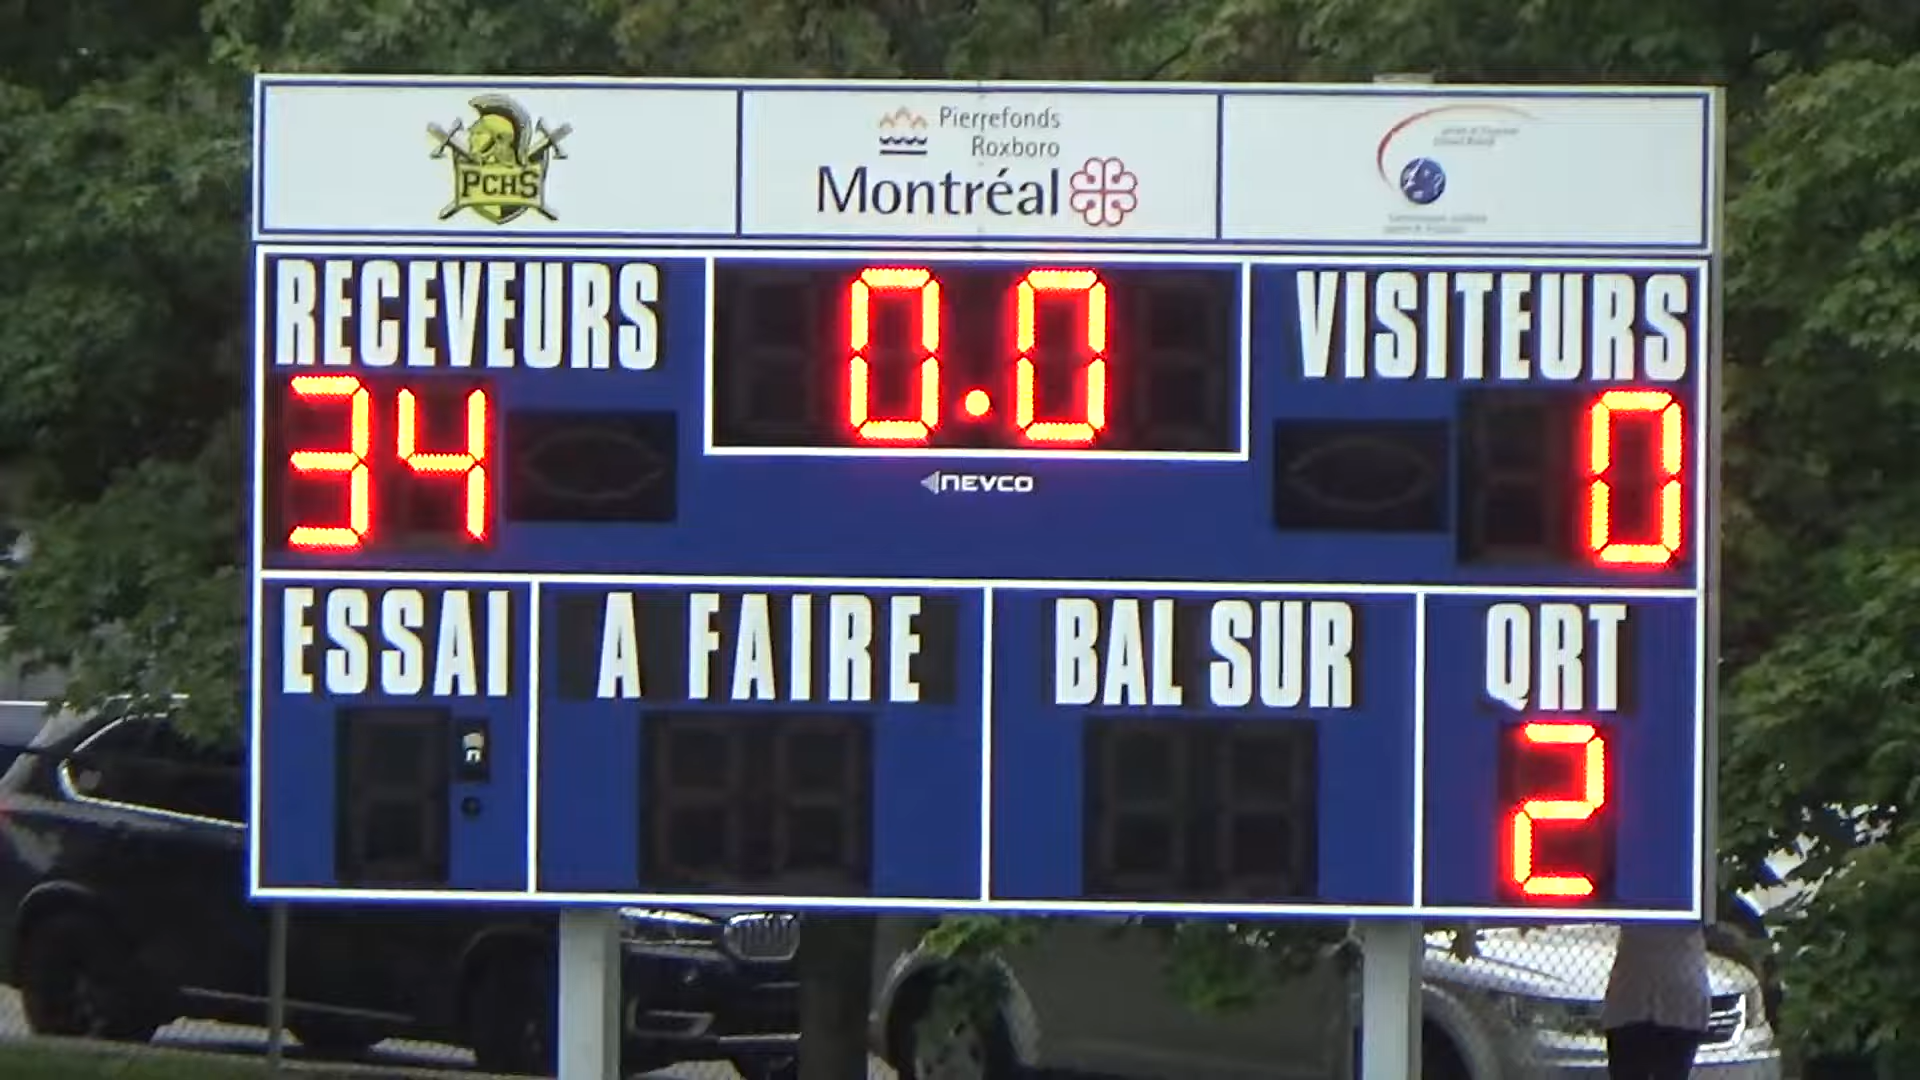 PCHS
Pierrefonds
Roxboro
Montréal
RECEVEURS
0.0
VISITEURS
34
0
NEVCO
ESSAI
A FAIRE
BAL SUR
QRT
2